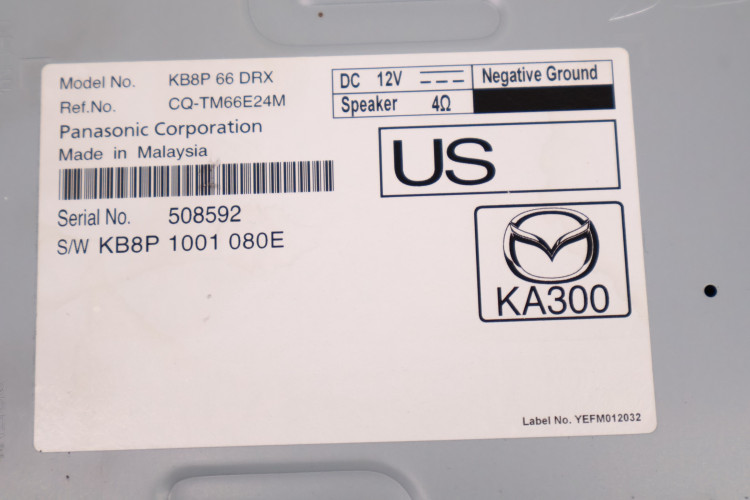 Model No. KB8P 66 DRX
Ref.No. CQ-TM66E24M
Panasonic Corporation
Made in Malaysia
Serial No. 508592
S/W KB8P 1001 080E
DC 12V Negative Ground
Speaker 4Ω
US
KA300
Label No. YEFM012032